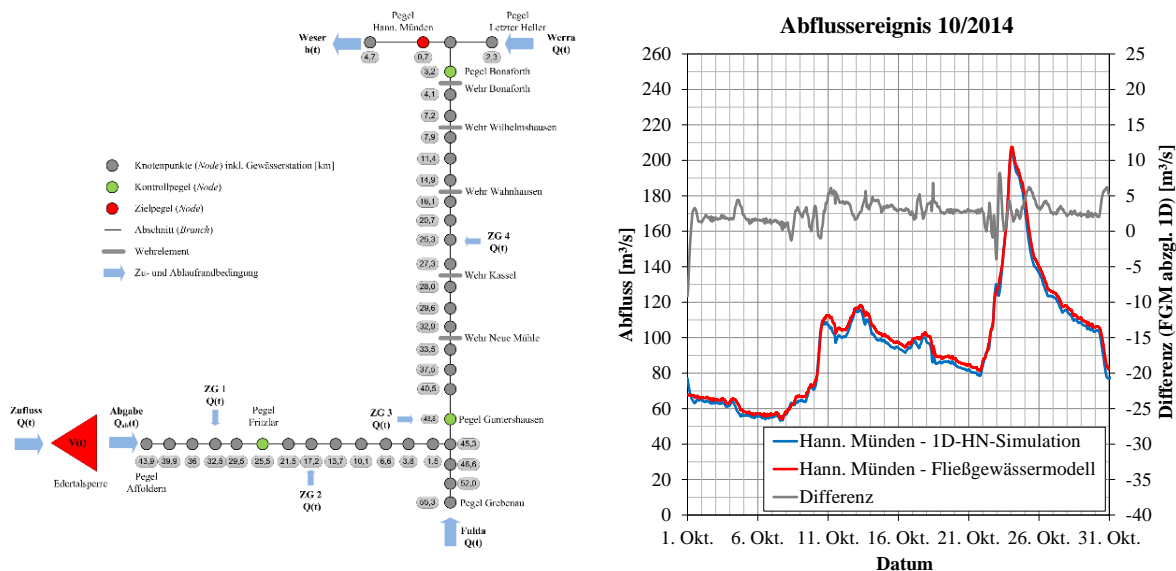 Pegel
Hann. Münden
Pegel
Letzter Heller
Weser
h(t)
Werra
Q(t)
4,7
0,7
2,3
3,2
Pegel Bonaforth
Wehr Bonaforth
4,1
7,2
Wehr Wilhelmshausen
7,9
11,4
14,9
Wehr Wahnhausen
16,1
20,7
25,3
ZG 4
Q(t)
27,3
Wehr Kassel
28,0
29,6
32,9
Wehr Neue Mühle
33,5
37,6
40,5
43,8
Pegel Guntershausen
45,3
46,6
52,0
55,3
Pegel Grebenau
Fulda
Q(t)
Knotenpunkte (Node) inkl. Gewässerstation [km]
Kontrollpegel (Node)
Zielpegel (Node)
Abschnitt (Branch)
Wehrelement
Zu- und Ablaufrandbedingung
Zufluss
Q(t)
V(t)
Edertalsperre
Abgabe
Qab(t)
ZG 1
Q(t)
Pegel
Fritzlar
ZG 3
Q(t)
43,9 39,9 36 32,5 29,5 25,5 21,5 17,2 13,7 10,1 6,6 3,8 1,5
Pegel
Affoldern
ZG 2
Q(t)
Abflussereignis 10/2014
Abfluss [m³/s]
260
240
220
200
180
160
140
120
100
80
60
40
20
0
25
20
15
10
5
0
-5
-10
-15
-20
-25
-30
-35
-40
Differenz (FGM abzgl. 1D) [m³/s]
Hann. Münden - 1D-HN-Simulation
Hann. Münden - Fließgewässermodell
Differenz
1. Okt. 6. Okt. 11. Okt. 16. Okt. 21. Okt. 26. Okt. 31. Okt.
Datum